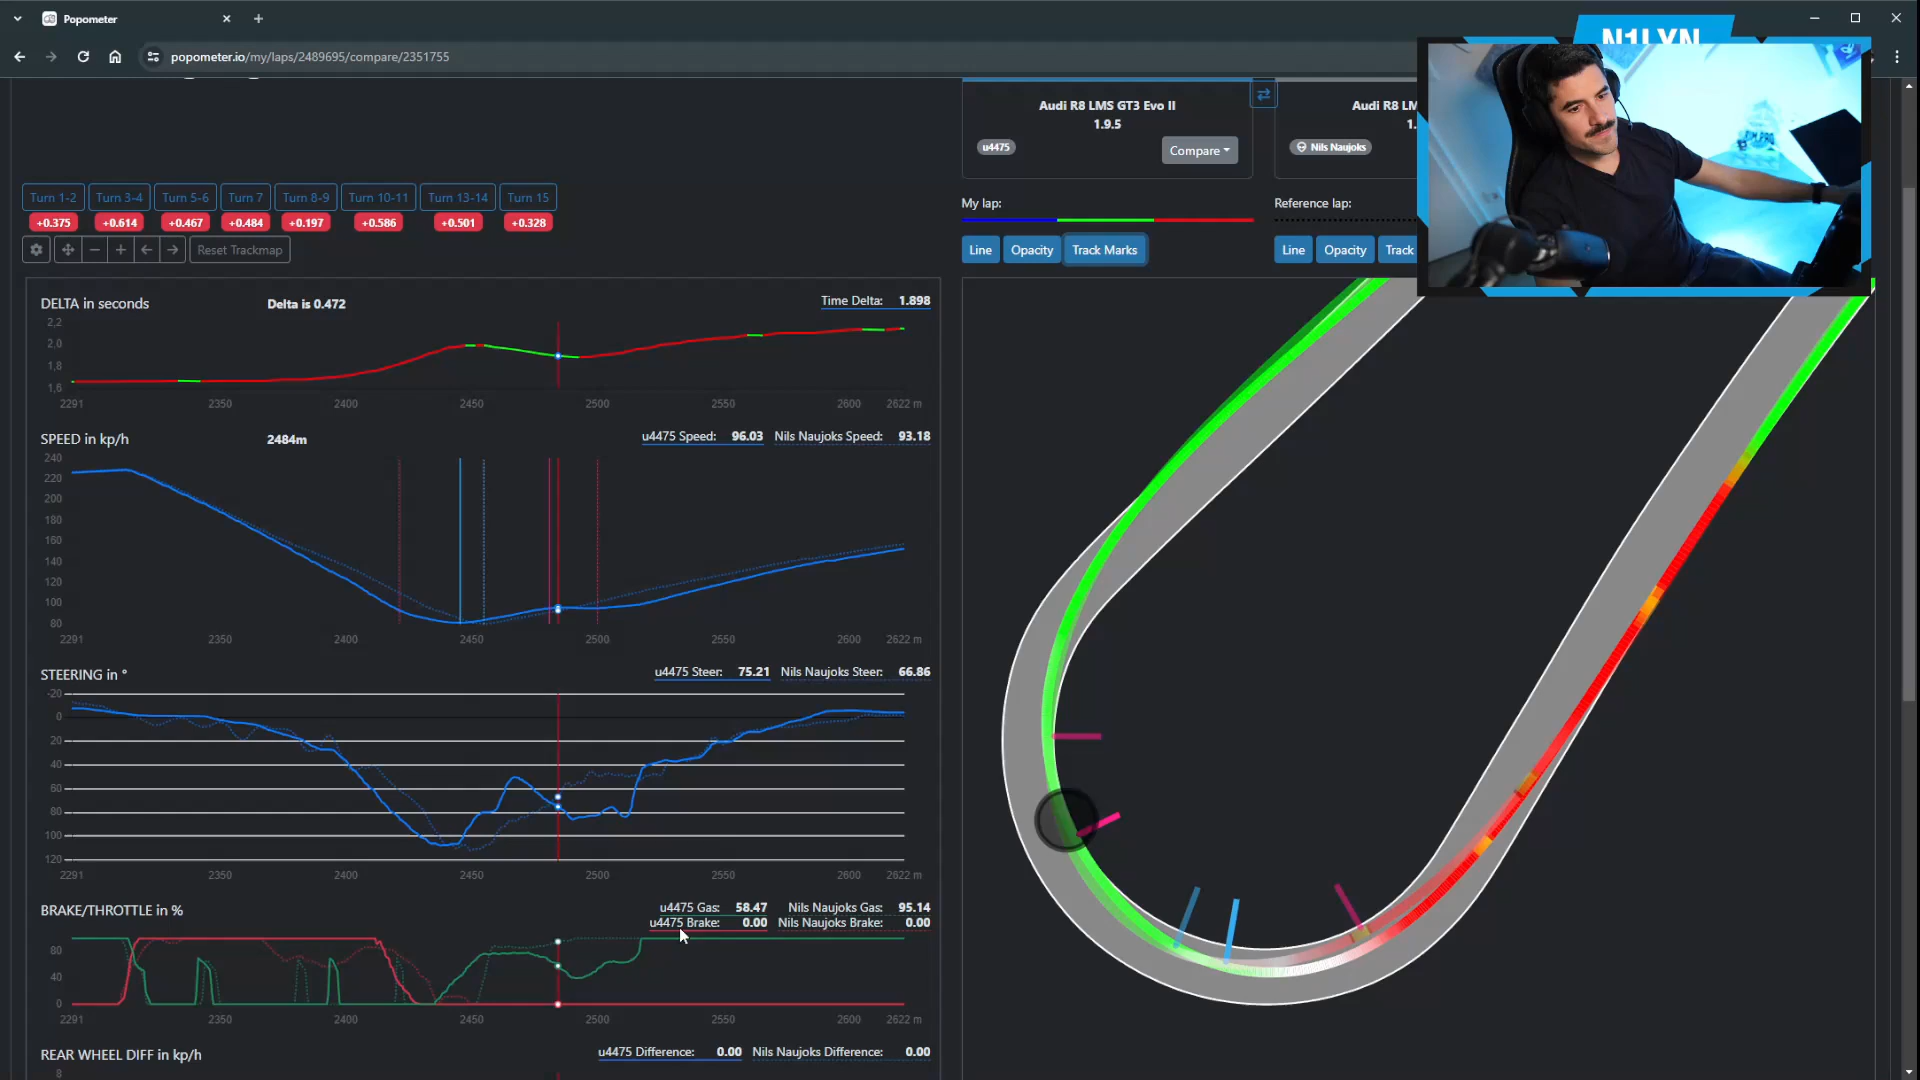 Popometer
popometer.io/my/laps/2489695/compare/2351755
N1LYN
Audi R8 LMS GT3 Evo II
1.9.5
u4475
Compare
Audi R8 LM
1.
Nils Naujoks
Turn 1-2 Turn 3-4 Turn 5-6 Turn 7 Turn 8-9 Turn 10-11 Turn 13-14 Turn 15
+0.375 +0.614 +0.467 +0.484 +0.197 +0.586 +0.501 +0.328
Reset Trackmap
My lap:
Reference lap:
Line Opacity Track Marks
Line Opacity Track
DELTA in seconds Delta is 0.472 Time Delta: 1.898
2,2
2,0
1,8
1,6
2291 2350 2400 2450 2500 2550 2600 2622 m
SPEED in kp/h 2484m u4475 Speed: 96.03 Nils Naujoks Speed: 93.18
240
220
200
180
160
140
120
100
80
2291 2350 2400 2450 2500 2550 2600 2622 m
STEERING in ° u4475 Steer: 75.21 Nils Naujoks Steer: 66.86
-20
0
20
40
60
80
100
120
2291 2350 2400 2450 2500 2550 2600 2622 m
BRAKE/THROTTLE in % u4475 Gas: 58.47 Nils Naujoks Gas: 95.14
u4475 Brake: 0.00 Nils Naujoks Brake: 0.00
80
40
0
2291 2350 2400 2450 2500 2550 2600 2622 m
REAR WHEEL DIFF in kp/h u4475 Difference: 0.00 Nils Naujoks Difference: 0.00
8